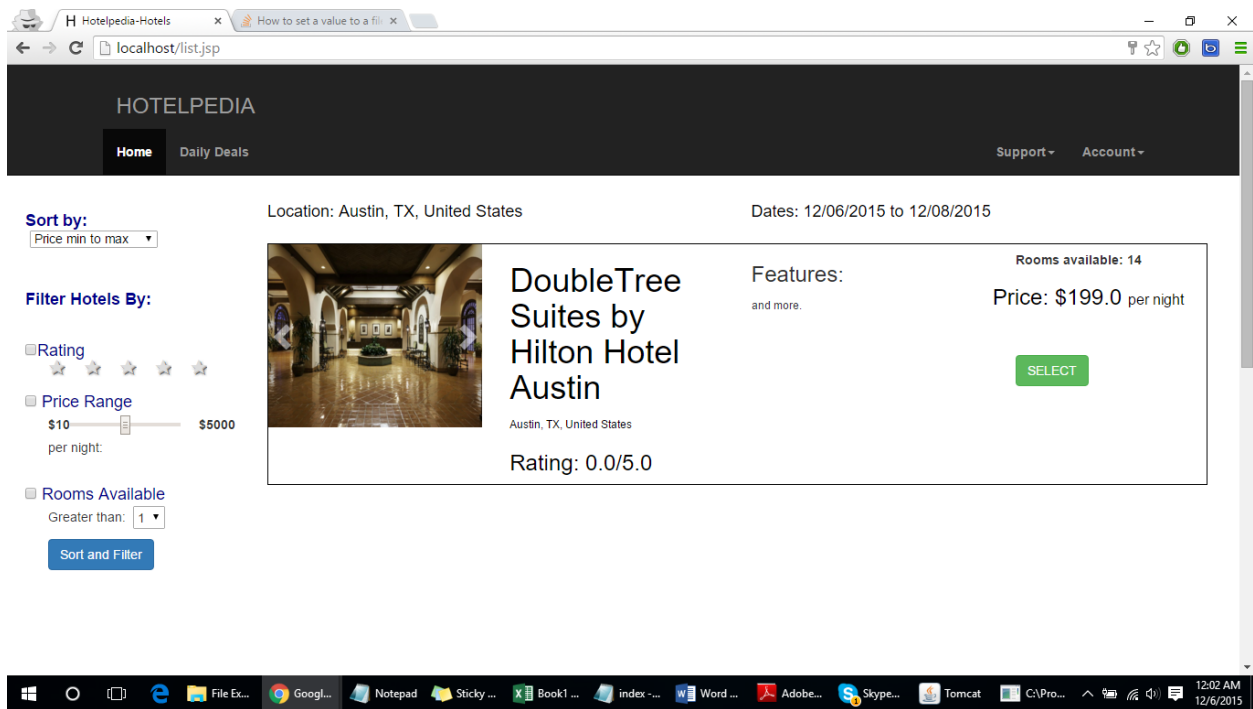 H Hotelpedia-Hotels
How to set a value to a fil
localhost/list.jsp
HOTELPEDIA
Home Daily Deals Support Account
Sort by:
Price min to max
Filter Hotels By:
Rating
Price Range
$10 $5000
per night:
Rooms Available
Greater than: 1
Sort and Filter
Location: Austin, TX, United States
Dates: 12/06/2015 to 12/08/2015
DoubleTree
Suites by
Hilton Hotel
Austin
Austin, TX, United States
Rating: 0.0/5.0
Features:
and more.
Rooms available: 14
Price: $199.0 per night
SELECT
File Ex... Googl... Notepad Sticky ... Book1 ... index -... Word ... Adobe... Skype... Tomcat C:\Pro...
12:02 AM
12/6/2015